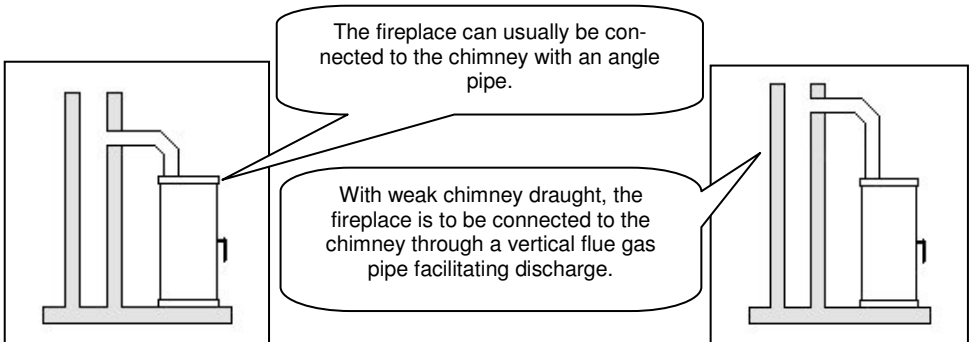 The fireplace can usually be con-
nected to the chimney with an angle
pipe.
With weak chimney draught, the
fireplace is to be connected to the
chimney through a vertical flue gas
pipe facilitating discharge.